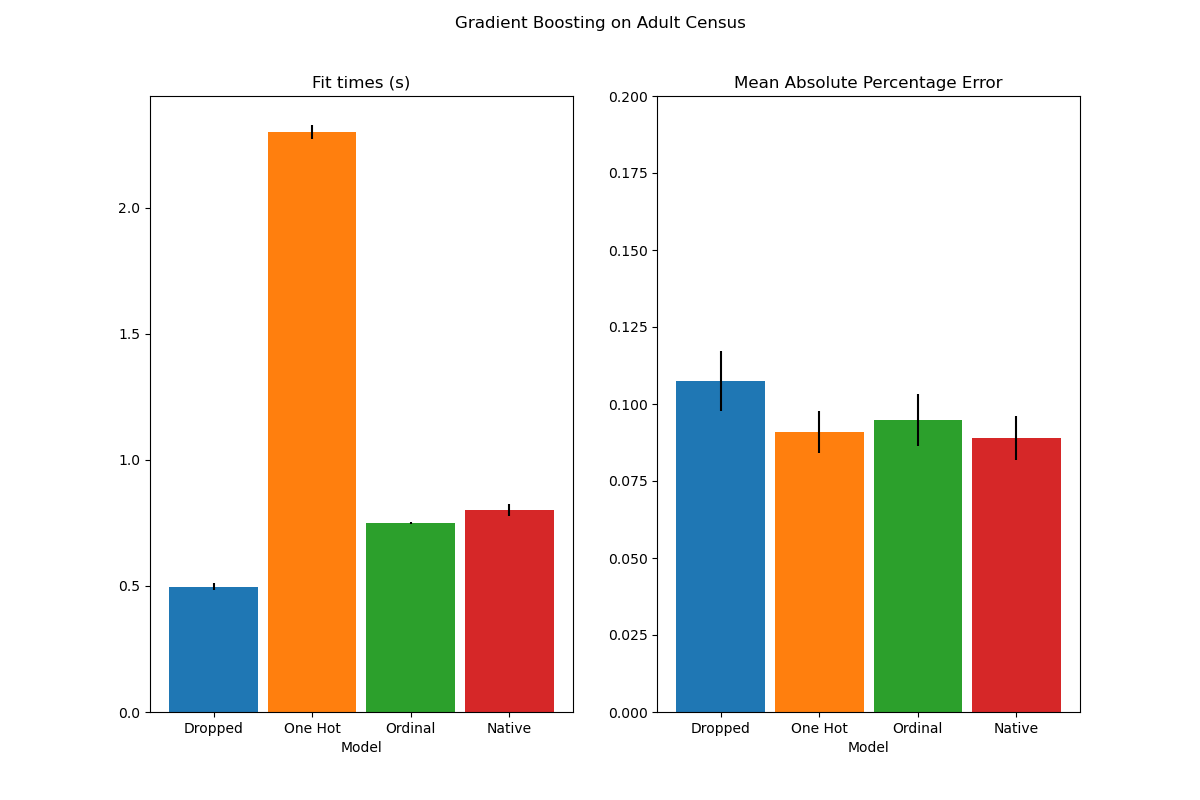 Gradient Boosting on Adult Census
Fit times (s)
2.0
1.5
1.0
0.5
0.0
Dropped One Hot Ordinal Native
Model
Mean Absolute Percentage Error
0.200
0.175
0.150
0.125
0.100
0.075
0.050
0.025
0.000
Dropped One Hot Ordinal Native
Model